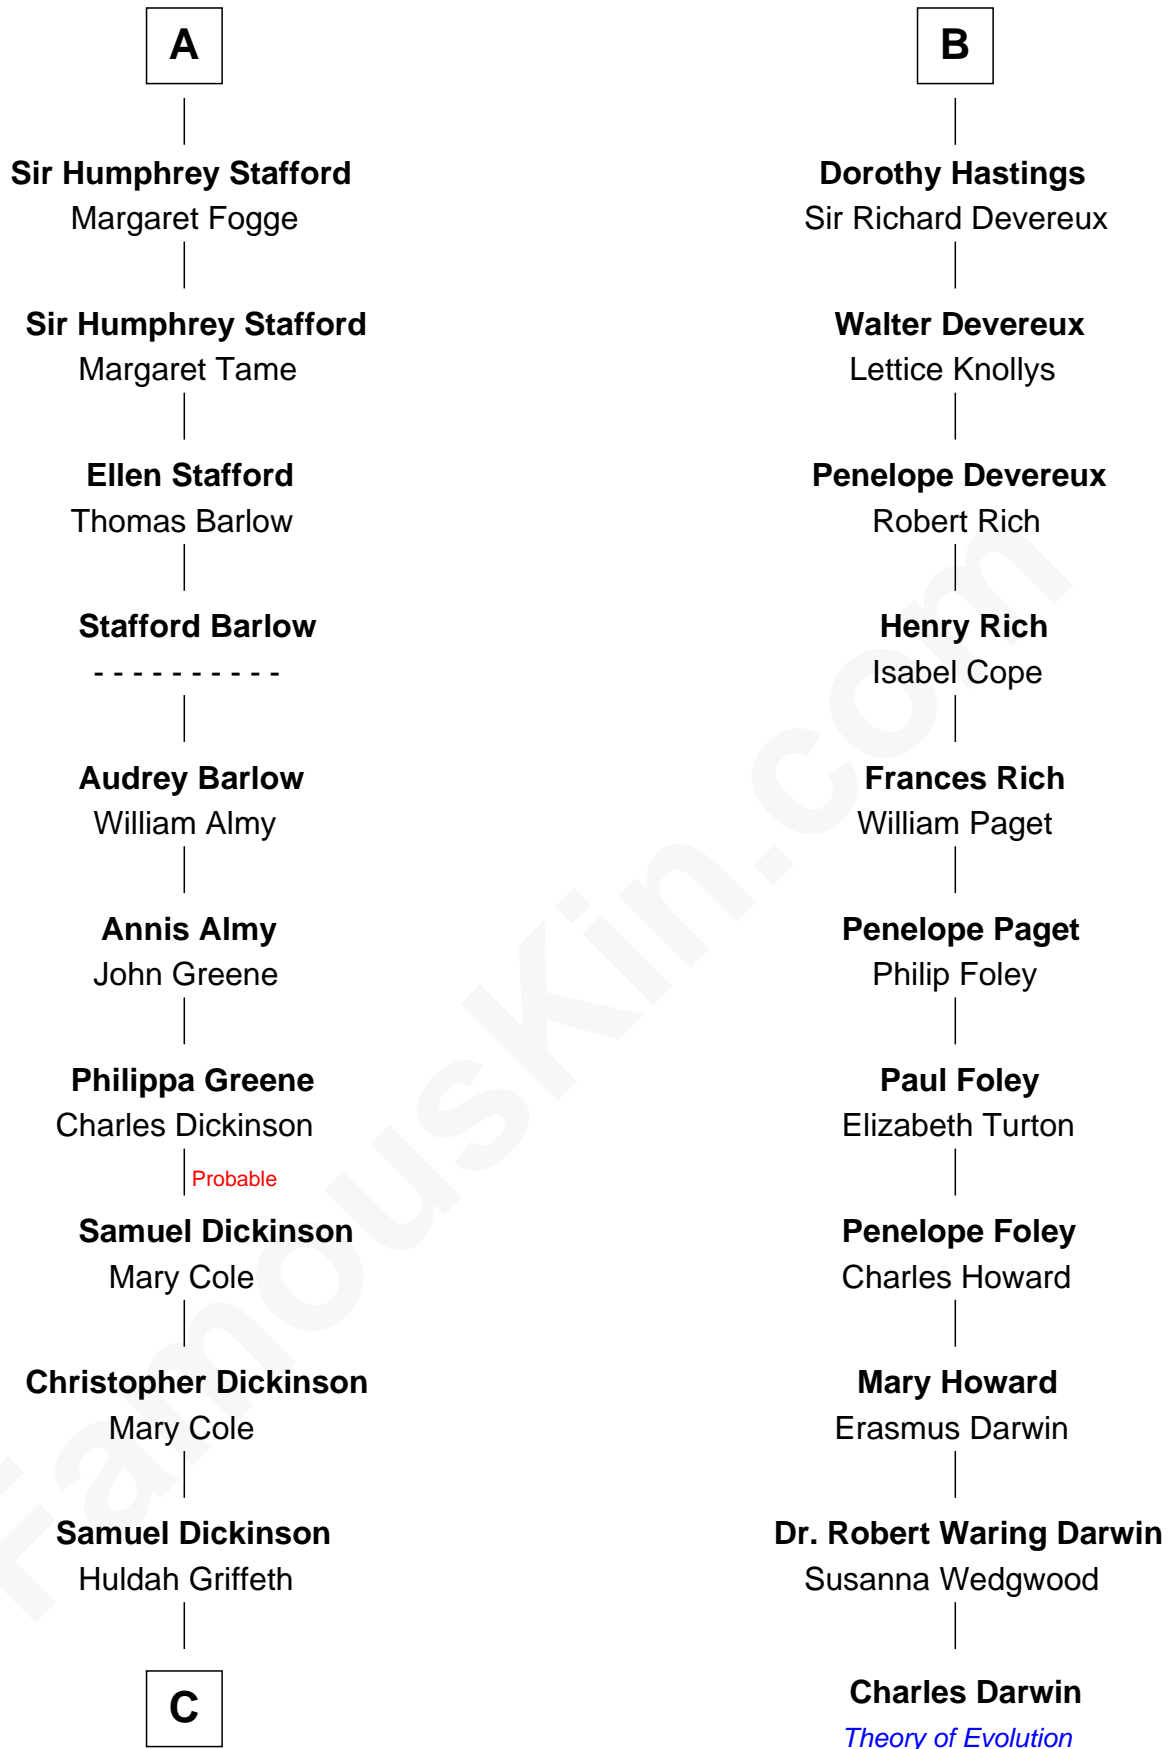 A
Sir Humphrey Stafford
Margaret Fogge
Sir Humphrey Stafford
Margaret Tame
Ellen Stafford
Thomas Barlow
Stafford Barlow
- - - - - - - - - -
Audrey Barlow
William Almy
Annis Almy
John Greene
Philippa Greene
Charles Dickinson
Probable
Samuel Dickinson
Mary Cole
Christopher Dickinson
Mary Cole
Samuel Dickinson
Huldah Griffeth
C
B
Dorothy Hastings
Sir Richard Devereux
Walter Devereux
Lettice Knollys
Penelope Devereux
Robert Rich
Henry Rich
Isabel Cope
Frances Rich
William Paget
Penelope Paget
Philip Foley
Paul Foley
Elizabeth Turton
Penelope Foley
Charles Howard
Mary Howard
Erasmus Darwin
Dr. Robert Waring Darwin
Susanna Wedgwood
Charles Darwin
Theory of Evolution
FamousKin.com